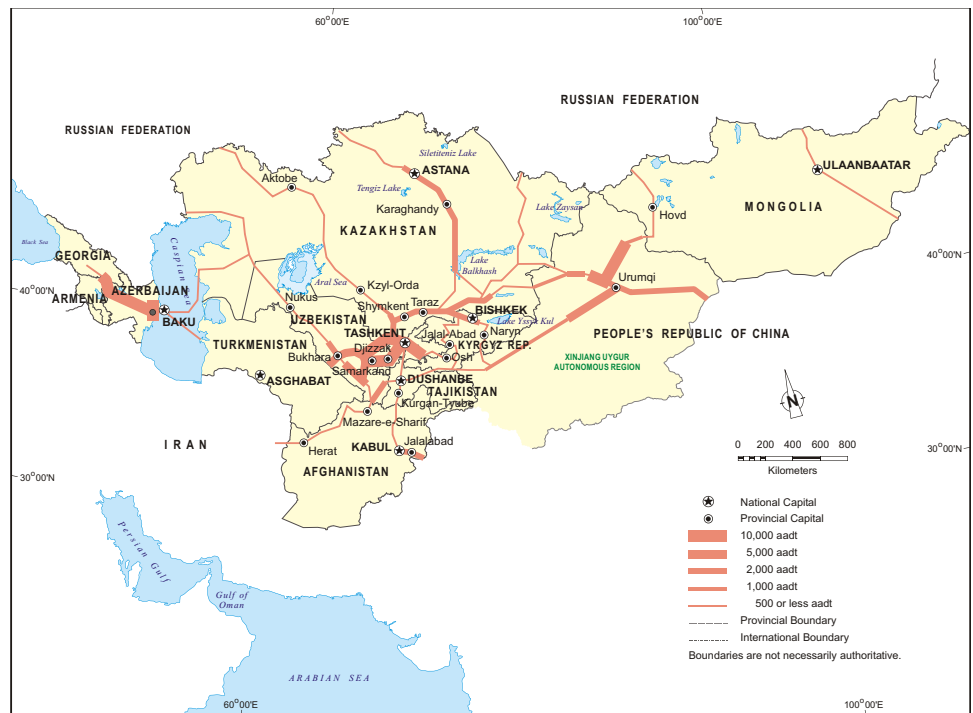 60°00'E
100°00'E
RUSSIAN FEDERATION
RUSSIAN FEDERATION
Siletiteniz Lake
ASTANA
ULAANBAATAR
Aktobe
Tengiz Lake
Karaghandy
Lake Zaysan
Hovd
MONGOLIA
KAZAKHSTAN
Black Sea
Caspian Sea
GEORGIA
Lake
Balkhash
40°00'N
40°00'N
Aral Sea
Urumqi
AZERBAIJAN
Kzyl-Orda
ARMENIA
Nukus
Shymkent
Taraz
BISHKEK
BAKU
UZBEKISTAN
Lake Yssyk Kul
TASHKENT
Jalal-Abad
Naryn
PEOPLE'S REPUBLIC OF CHINA
TURKMENISTAN
Djizzak
KYRGYZ REP.
Bukhara
Osh
XINJIANG UYGUR
AUTONOMOUS REGION
Samarkand
ASGHABAT
DUSHANBE
TAJIKISTAN
Kurgan-Tyube
N
Mazare-e-Sharif
IRAN
Herat
KABUL
Jalalabad
AFGHANISTAN
30°00'N
30°00'N
0 200 400 600 800
Kilometers
Persian Gulf
Gulf of
Oman
ARABIAN SEA
National Capital
Provincial Capital
10,000 aadt
5,000 aadt
2,000 aadt
1,000 aadt
500 or less aadt
Provincial Boundary
International Boundary
Boundaries are not necessarily authoritative.
60°00'E
100°00'E